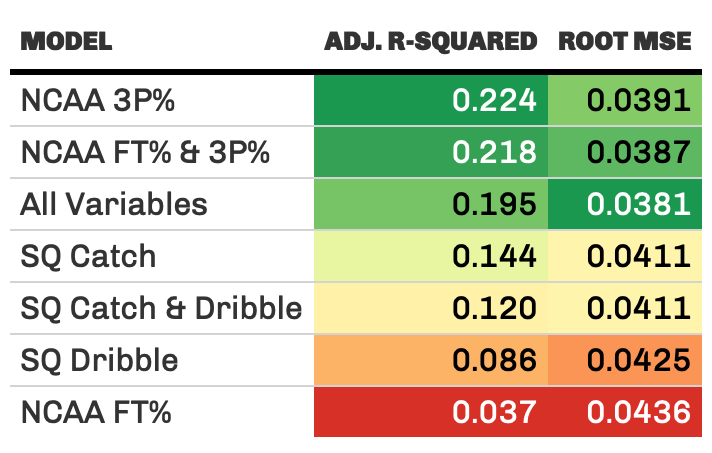 MODEL ADJ. R-SQUARED ROOT MSE
NCAA 3P% 0.224 0.0391
NCAA FT% & 3P% 0.218 0.0387
All Variables 0.195 0.0381
SQ Catch 0.144 0.0411
SQ Catch & Dribble 0.120 0.0411
SQ Dribble 0.086 0.0425
NCAA FT% 0.037 0.0436